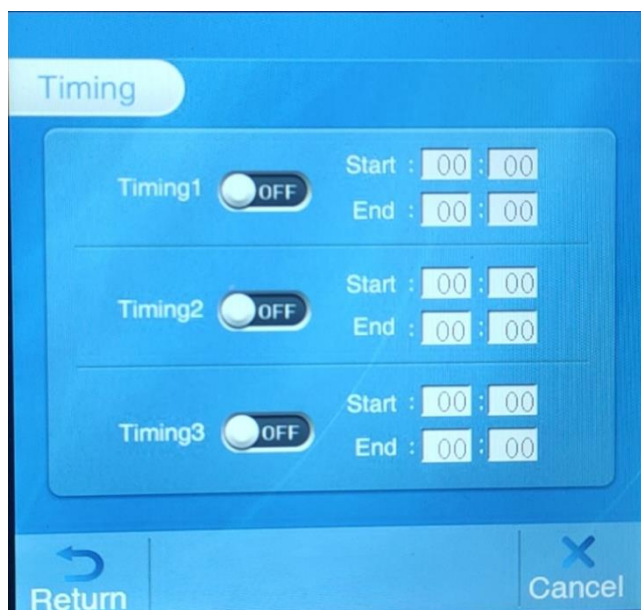 Timing
Timing1 OFF Start : 00 : 00
End : 00 : 00
Timing2 OFF Start : 00 : 00
End : 00 : 00
Timing3 OFF Start : 00 : 00
End : 00 : 00
Return Cancel